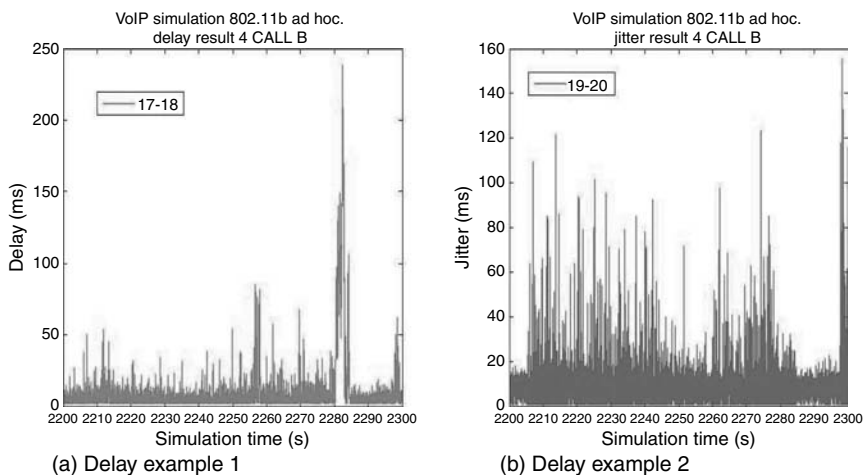 VoIP simulation 802.11b ad hoc.
delay result 4 CALL B
250
200
150
100
50
0
Delay (ms)
17-18
2200 2210 2220 2230 2240 2250 2260 2270 2280 2290 2300
Simulation time (s)
(a) Delay example 1
VoIP simulation 802.11b ad hoc.
jitter result 4 CALL B
160
140
120
100
80
60
40
20
0
Jitter (ms)
19-20
2200 2210 2220 2230 2240 2250 2260 2270 2280 2290 2300
Simulation time (s)
(b) Delay example 2